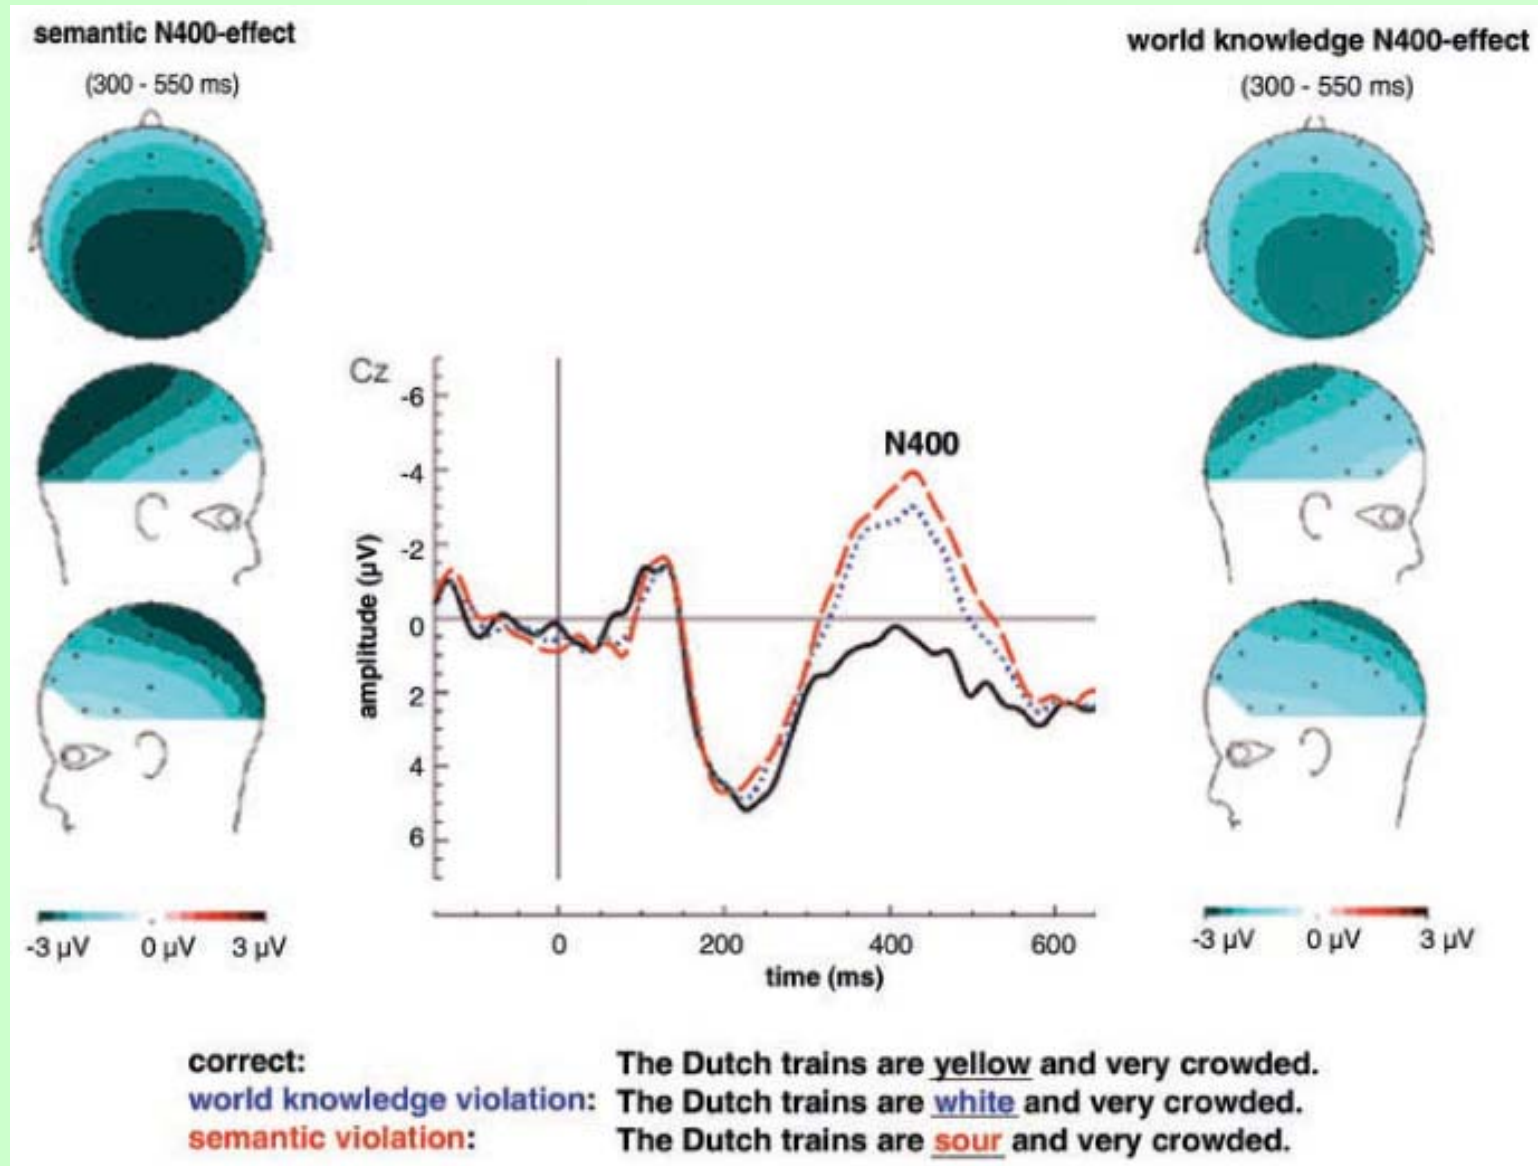 semantic N400-effect
(300 - 550 ms)
world knowledge N400-effect
(300 - 550 ms)
Cz
N400
-6
-4
-2
0
2
4
6
amplitude (µV)
0 200 400 600
time (ms)
-3 µV 0 µV 3 µV
-3 µV 0 µV 3 µV
correct: The Dutch trains are yellow and very crowded.
world knowledge violation: The Dutch trains are white and very crowded.
semantic violation: The Dutch trains are sour and very crowded.